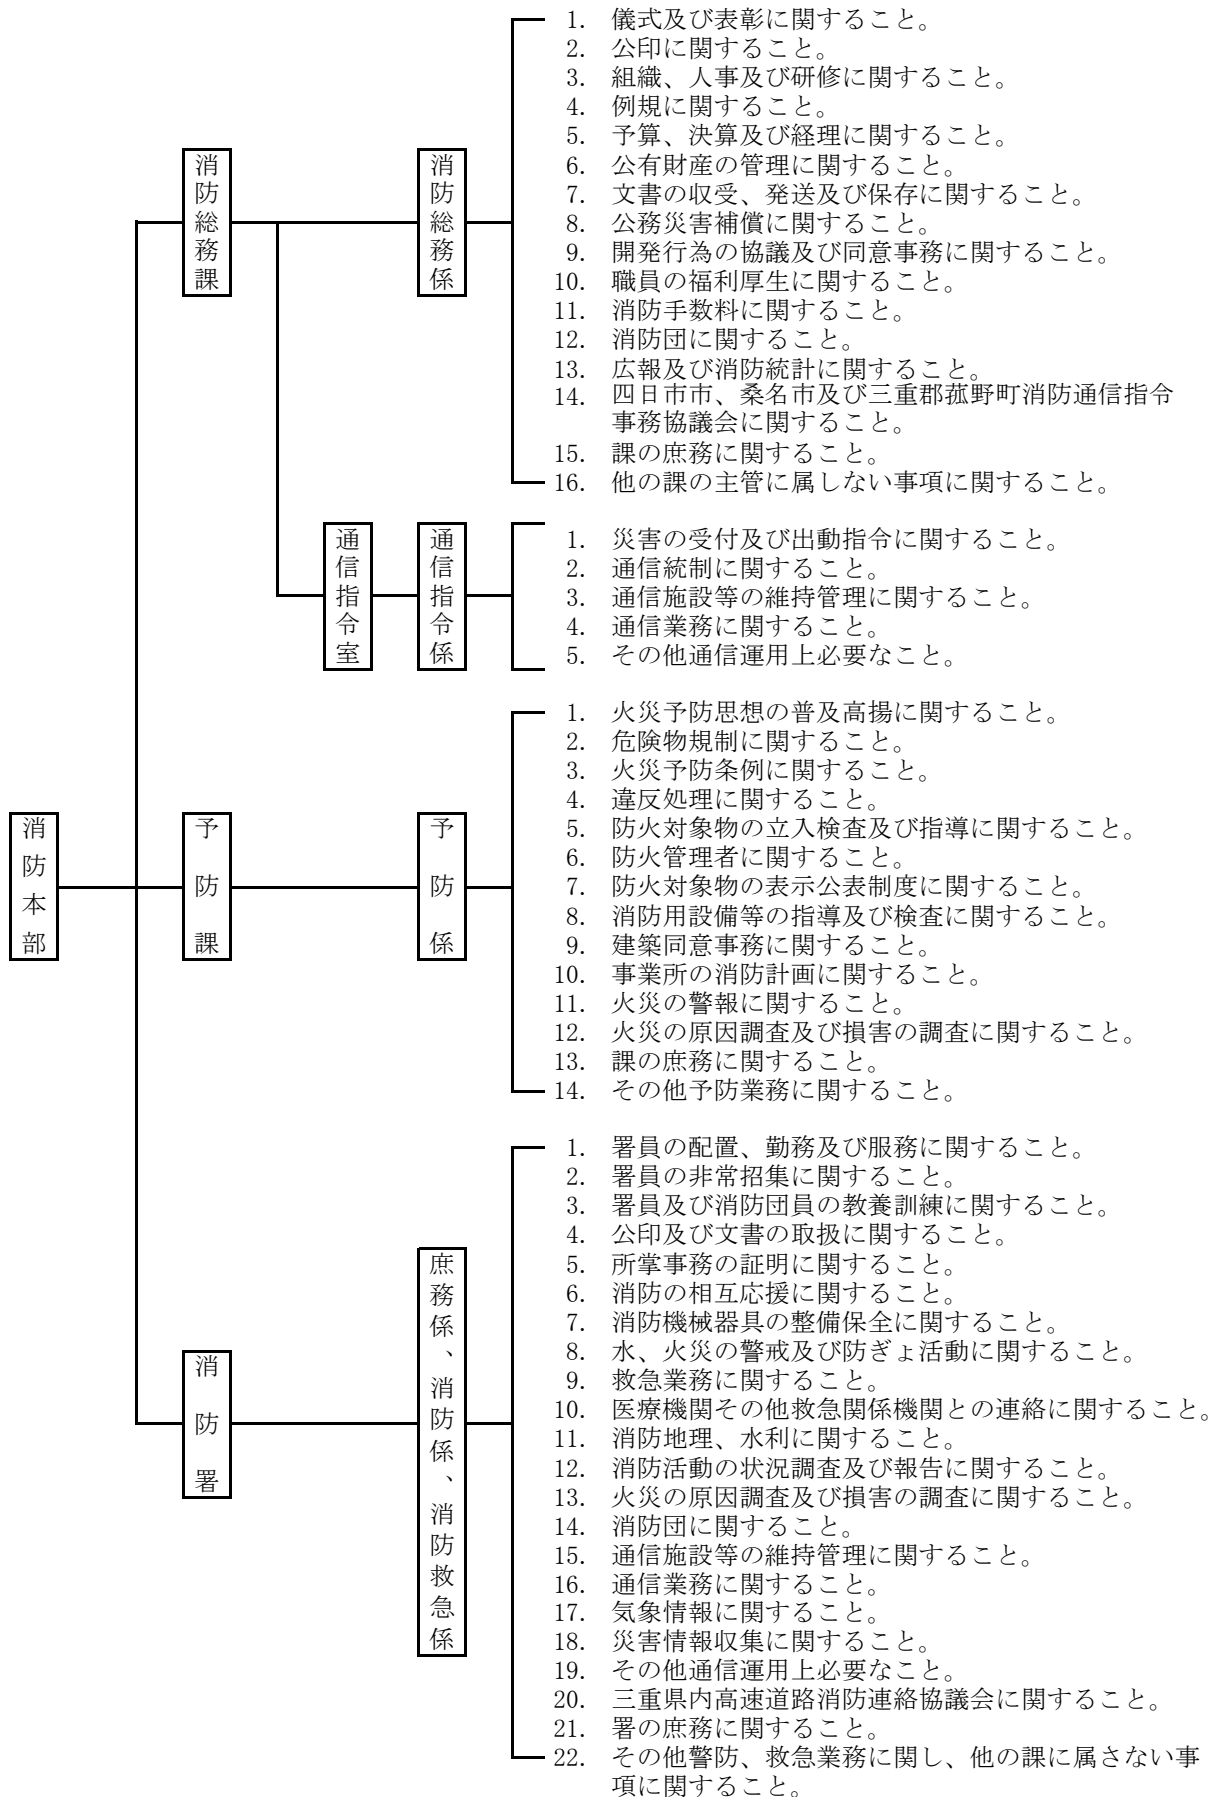 消防本部
消防総務課
消防総務係
1. 儀式及び表彰に関すること。
2. 公印に関すること。
3. 組織、人事及び研修に関すること。
4. 例規に関すること。
5. 予算、決算及び経理に関すること。
6. 公有財産の管理に関すること。
7. 文書の収受、発送及び保存に関すること。
8. 公務災害補償に関すること。
9. 開発行為の協議及び同意事務に関すること。
10. 職員の福利厚生に関すること。
11. 消防手数料に関すること。
12. 消防団に関すること。
13. 広報及び消防統計に関すること。
14. 四日市市、桑名市及び三重郡菰野町消防通信指令
事務協議会に関すること。
15. 課の庶務に関すること。
16. 他の課の主管に属しない事項に関すること。
通信指令室
通信指令係
1. 災害の受付及び出動指令に関すること。
2. 通信統制に関すること。
3. 通信施設等の維持管理に関すること。
4. 通信業務に関すること。
5. その他通信運用上必要なこと。
予防課
予防係
1. 火災予防思想の普及高揚に関すること。
2. 危険物規制に関すること。
3. 火災予防条例に関すること。
4. 違反処理に関すること。
5. 防火対象物の立入検査及び指導に関すること。
6. 防火管理者に関すること。
7. 防火対象物の表示公表制度に関すること。
8. 消防用設備等の指導及び検査に関すること。
9. 建築同意事務に関すること。
10. 事業所の消防計画に関すること。
11. 火災の警報に関すること。
12. 火災の原因調査及び損害の調査に関すること。
13. 課の庶務に関すること。
14. その他予防業務に関すること。
消防署
庶務係、消防係、消防救急係
1. 署員の配置、勤務及び服務に関すること。
2. 署員の非常招集に関すること。
3. 署員及び消防団員の教養訓練に関すること。
4. 公印及び文書の取扱に関すること。
5. 所掌事務の証明に関すること。
6. 消防の相互応援に関すること。
7. 消防機械器具の整備保全に関すること。
8. 水、火災の警戒及び防ぎょ活動に関すること。
9. 救急業務に関すること。
10. 医療機関その他救急関係機関との連絡に関すること。
11. 消防地理、水利に関すること。
12. 消防活動の状況調査及び報告に関すること。
13. 火災の原因調査及び損害の調査に関すること。
14. 消防団に関すること。
15. 通信施設等の維持管理に関すること。
16. 通信業務に関すること。
17. 気象情報に関すること。
18. 災害情報収集に関すること。
19. その他通信運用上必要なこと。
20. 三重県内高速道路消防連絡協議会に関すること。
21. 署の庶務に関すること。
22. その他警防、救急業務に関し、他の課に属さない事
項に関すること。